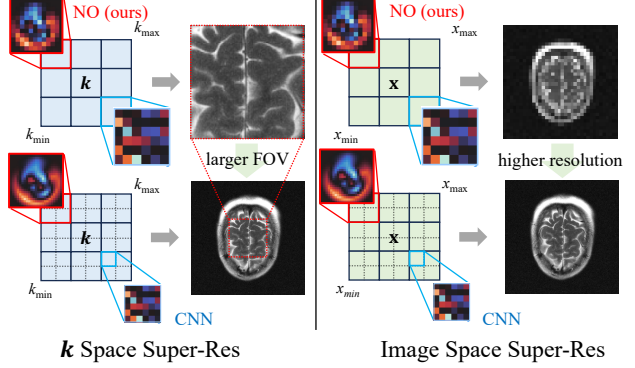 NO (ours)
k_max
k
k_min
larger FOV
k_max
k
k_min
CNN
k Space Super-Res
NO (ours)
x_max
x
x_min
higher resolution
x_max
x
x_min
CNN
Image Space Super-Res